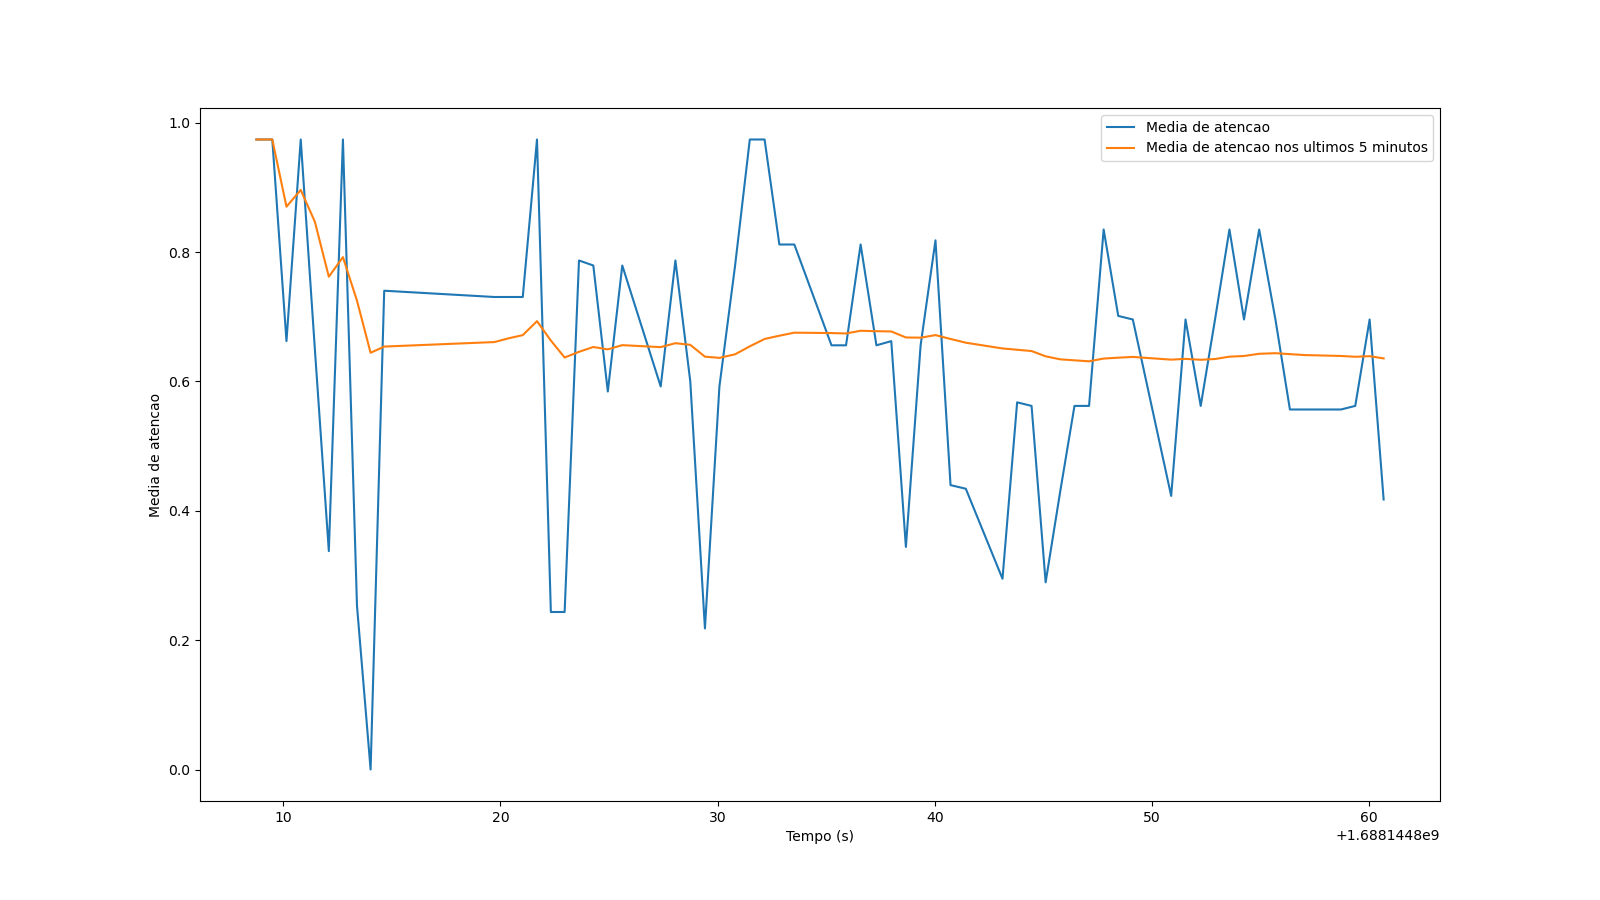 Media de atencao
Media de atencao nos ultimos 5 minutos
1.0
0.8
0.6
0.4
0.2
0.0
Media de atencao
10 20 30 40 50 60
Tempo (s)
+1.6881448e9